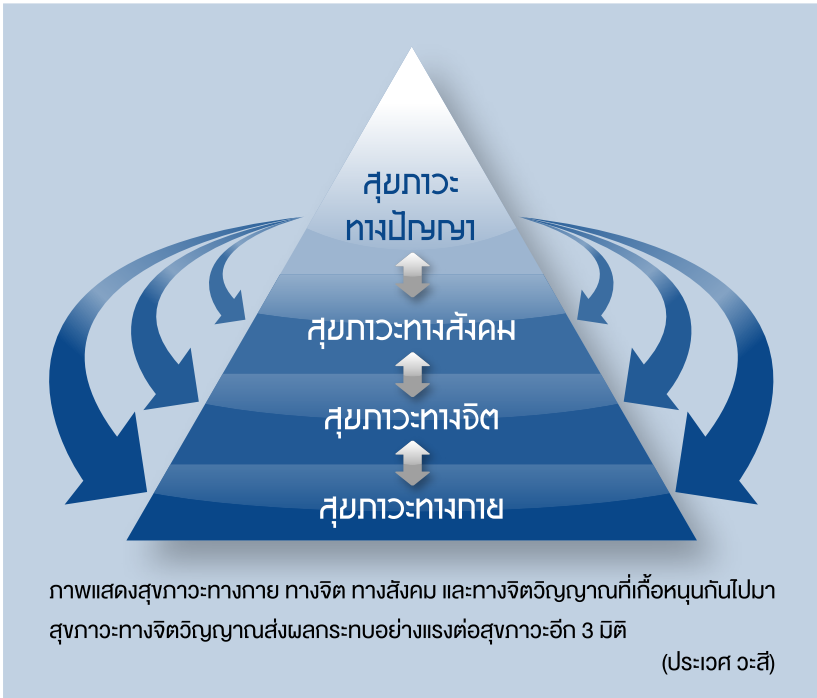 สุขภาวะ
ทางปัญญา
สุขภาวะทางสังคม
สุขภาวะทางจิต
สุขภาวะทางกาย
ภาพแสดงสุขภาวะทางกาย ทางจิต ทางสังคม และทางจิตวิญญาณที่เกื้อหนุนกันไปมา
สุขภาวะทางจิตวิญญาณส่งผลกระทบอย่างแรงต่อสุขภาวะอีก 3 มิติ
(ประเวศ วะสี)